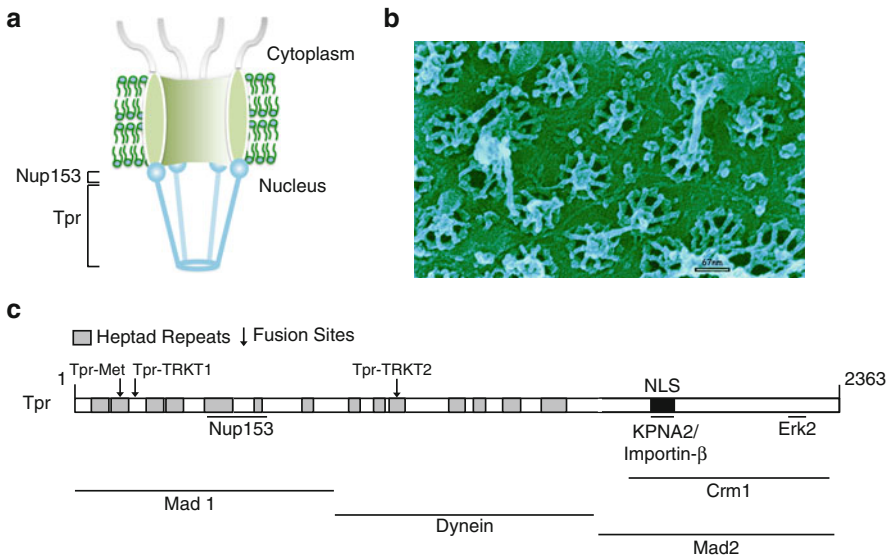 a
Cytoplasm
Nup153
Nucleus
Tpr
b
67nm
c
Heptad Repeats
Fusion Sites
Tpr-Met
Tpr-TRKT1
Tpr-TRKT2
1
2363
Tpr
NLS
Nup153
KPNA2/
Importin-β
Erk2
Mad 1
Crm1
Dynein
Mad2